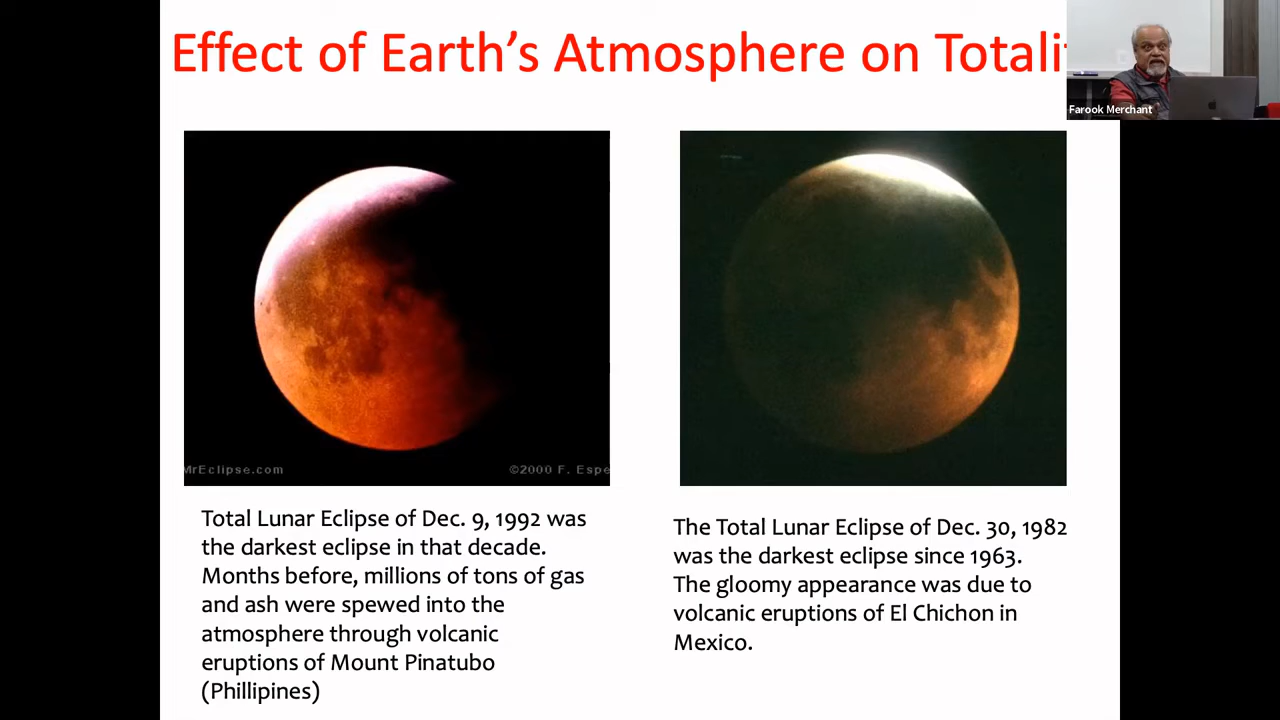 Effect of Earth's Atmosphere on Totali
Farook Merchant
MrEclipse.com
©2000 F. Espe
Total Lunar Eclipse of Dec. 9, 1992 was
the darkest eclipse in that decade.
Months before, millions of tons of gas
and ash were spewed into the
atmosphere through volcanic
eruptions of Mount Pinatubo
(Phillipines)
The Total Lunar Eclipse of Dec. 30, 1982
was the darkest eclipse since 1963.
The gloomy appearance was due to
volcanic eruptions of El Chichon in
Mexico.